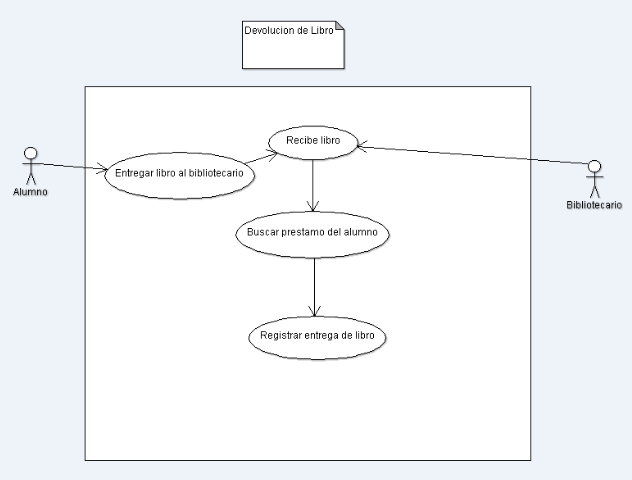 Devolucion de Libro
Recibe libro
Entregar libro al bibliotecario
Alumno
Bibliotecario
Buscar prestamo del alumno
Registrar entrega de libro